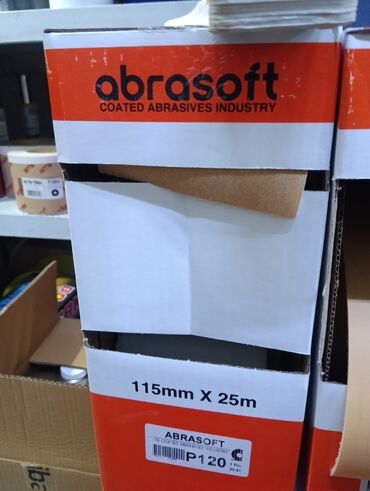 abrasoft
COATED ABRASIVES INDUSTRY
115mm X 25m
ABRASOFT
P120